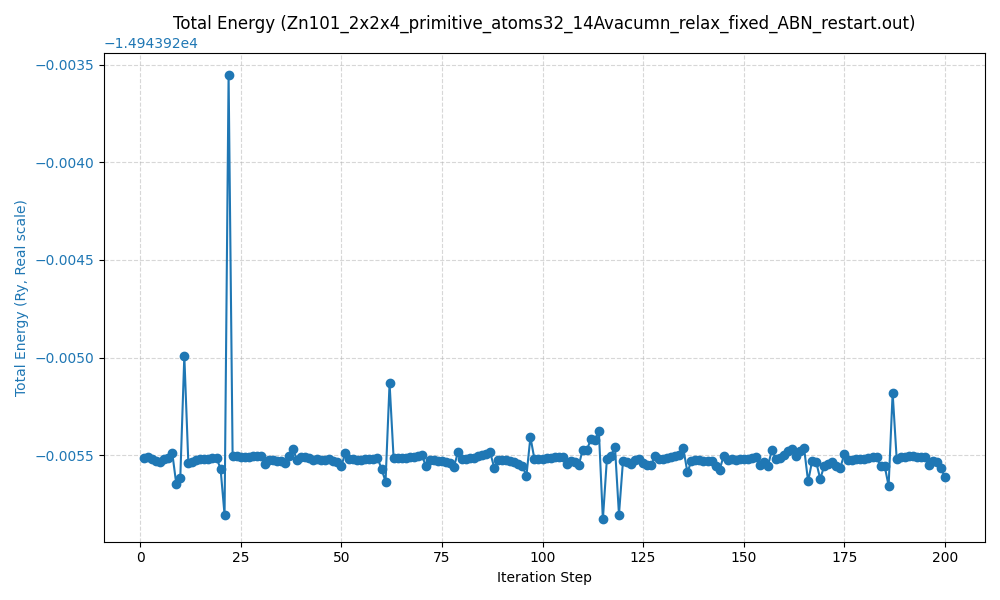 Total Energy (Zn101_2x2x4_primitive_atoms32_14Avacumn_relax_fixed_ABN_restart.out)
−1.494392e4
−0.0035
−0.0040
−0.0045
−0.0050
−0.0055
Total Energy (Ry, Real scale)
0 25 50 75 100 125 150 175 200
Iteration Step